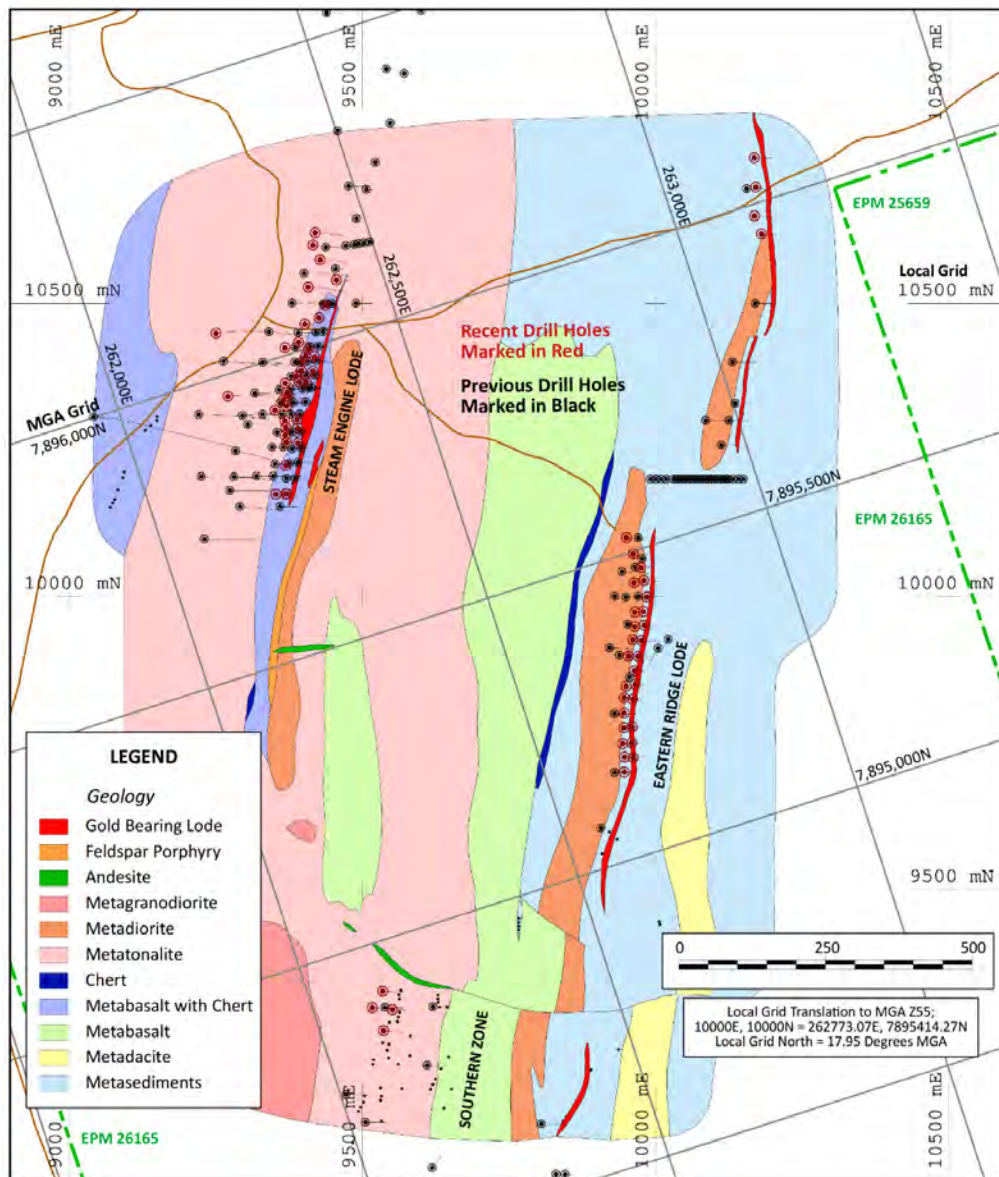 9000 mE
9500 mE
10000 mE
10500 mE
263,000E
EPM 25659
262,500E
Local Grid
10500 mN
10500 mN
Recent Drill Holes
Marked in Red
262,000E
Previous Drill Holes
Marked in Black
MGA Grid
7,896,000N
STEAM ENGINE LODE
7,895,500N
EPM 26165
10000 mN
10000 mN
EASTERN RIDGE LODE
LEGEND
Geology
Gold Bearing Lode
Feldspar Porphyry
Andesite
Metagranodiorite
Metadiorite
Metatonalite
Chert
Metabasalt with Chert
Metabasalt
Metadacite
Metasediments
7,895,000N
9500 mN
0 250 500
Local Grid Translation to MGA Z55;
10000E, 10000N = 262773.07E, 7895414.27N
Local Grid North = 17.95 Degrees MGA
SOUTHERN ZONE
EPM 26165
9000 mE
9500 mE
10000 mE
10500 mE